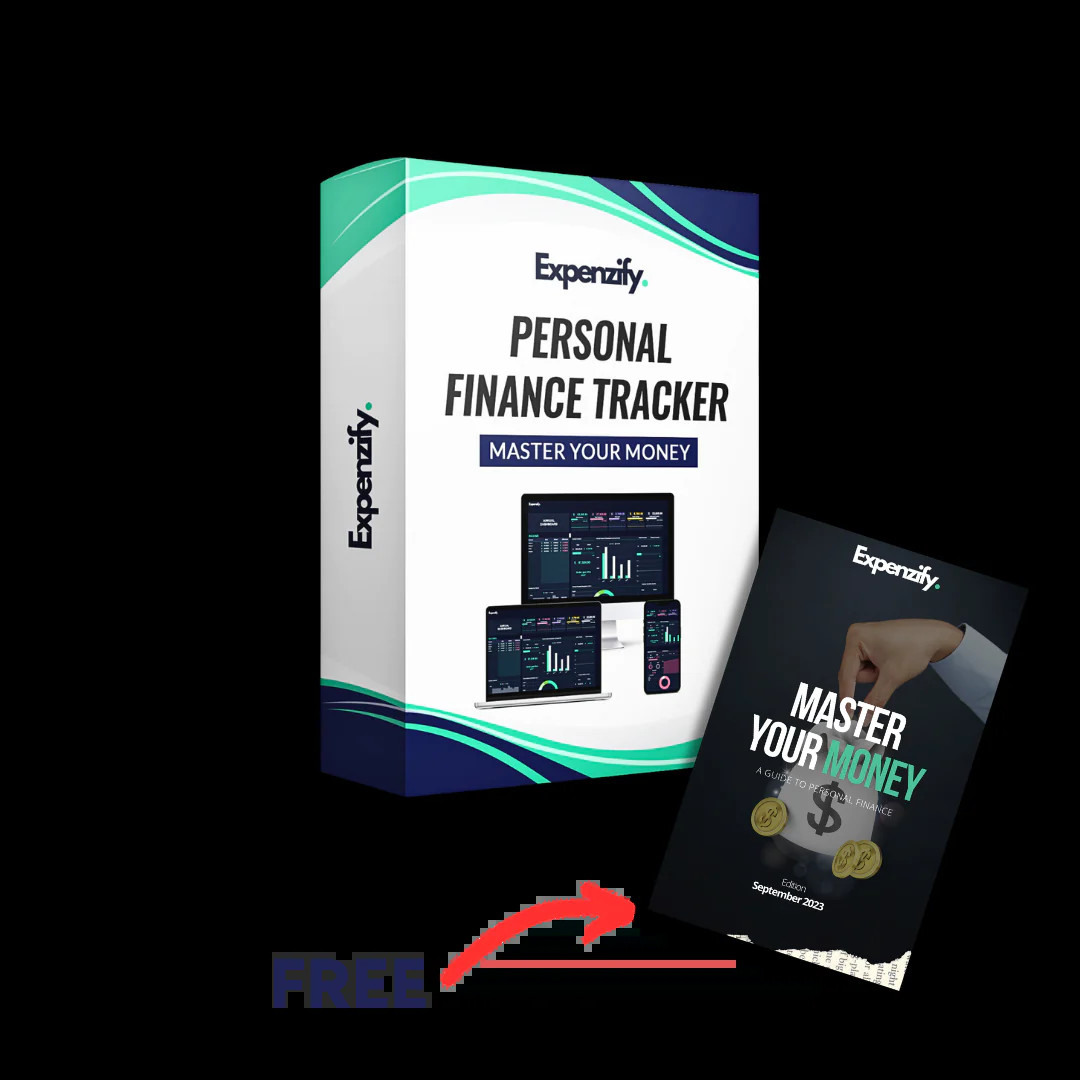 Expenzify.
PERSONAL
FINANCE TRACKER
MASTER YOUR MONEY
Expenzify.
Expenzify.
MASTER
YOUR MONEY
A GUIDE TO PERSONAL FINANCE
$
Edition
September 2023
FREE